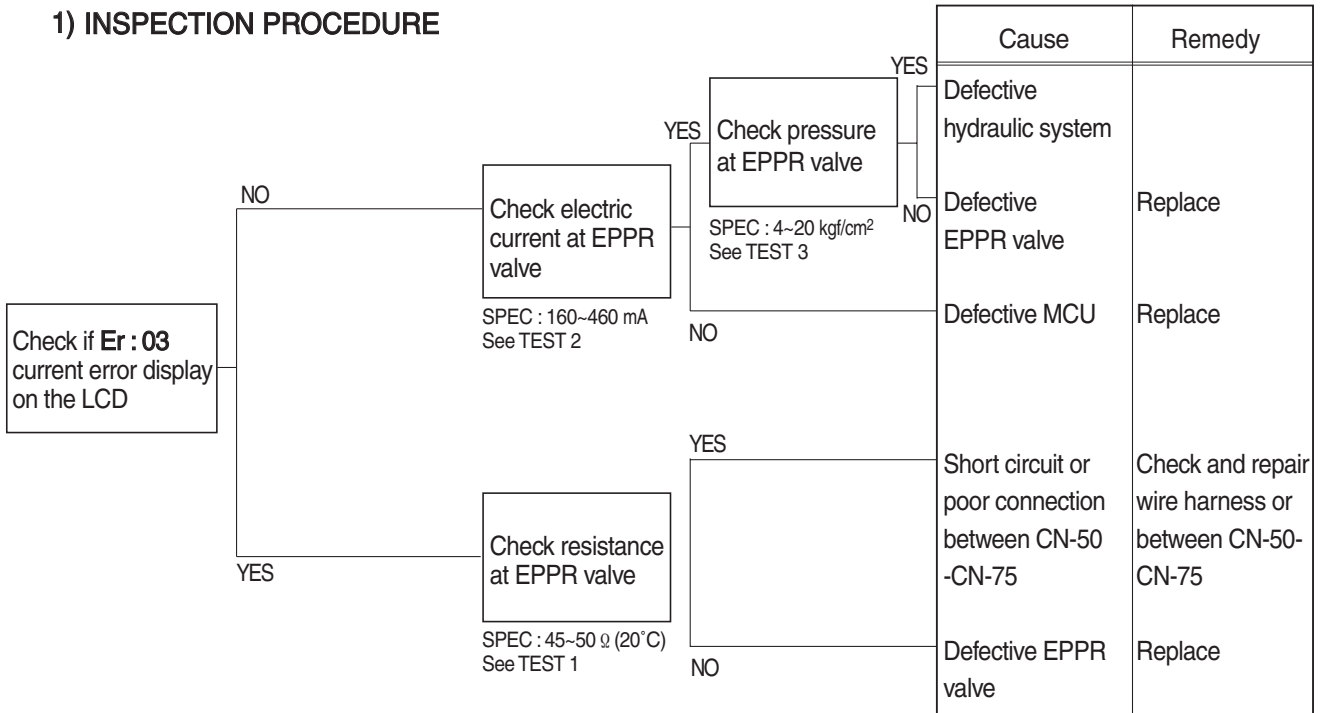 1) INSPECTION PROCEDURE
Cause
Remedy
YES
Defective
hydraulic system
YES
Check pressure
at EPPR valve
NO
Defective
EPPR valve
Replace
SPEC : 4~20 kgf/cm²
See TEST 3
NO
Check electric
current at EPPR
valve
SPEC : 160~460 mA
See TEST 2
NO
Defective MCU
Replace
Check if Er : 03
current error display
on the LCD
YES
Short circuit or
poor connection
between CN-50
-CN-75
Check and repair
wire harness or
between CN-50-
CN-75
YES
Check resistance
at EPPR valve
SPEC : 45~50 Ω (20˚C)
See TEST 1
NO
Defective EPPR
valve
Replace